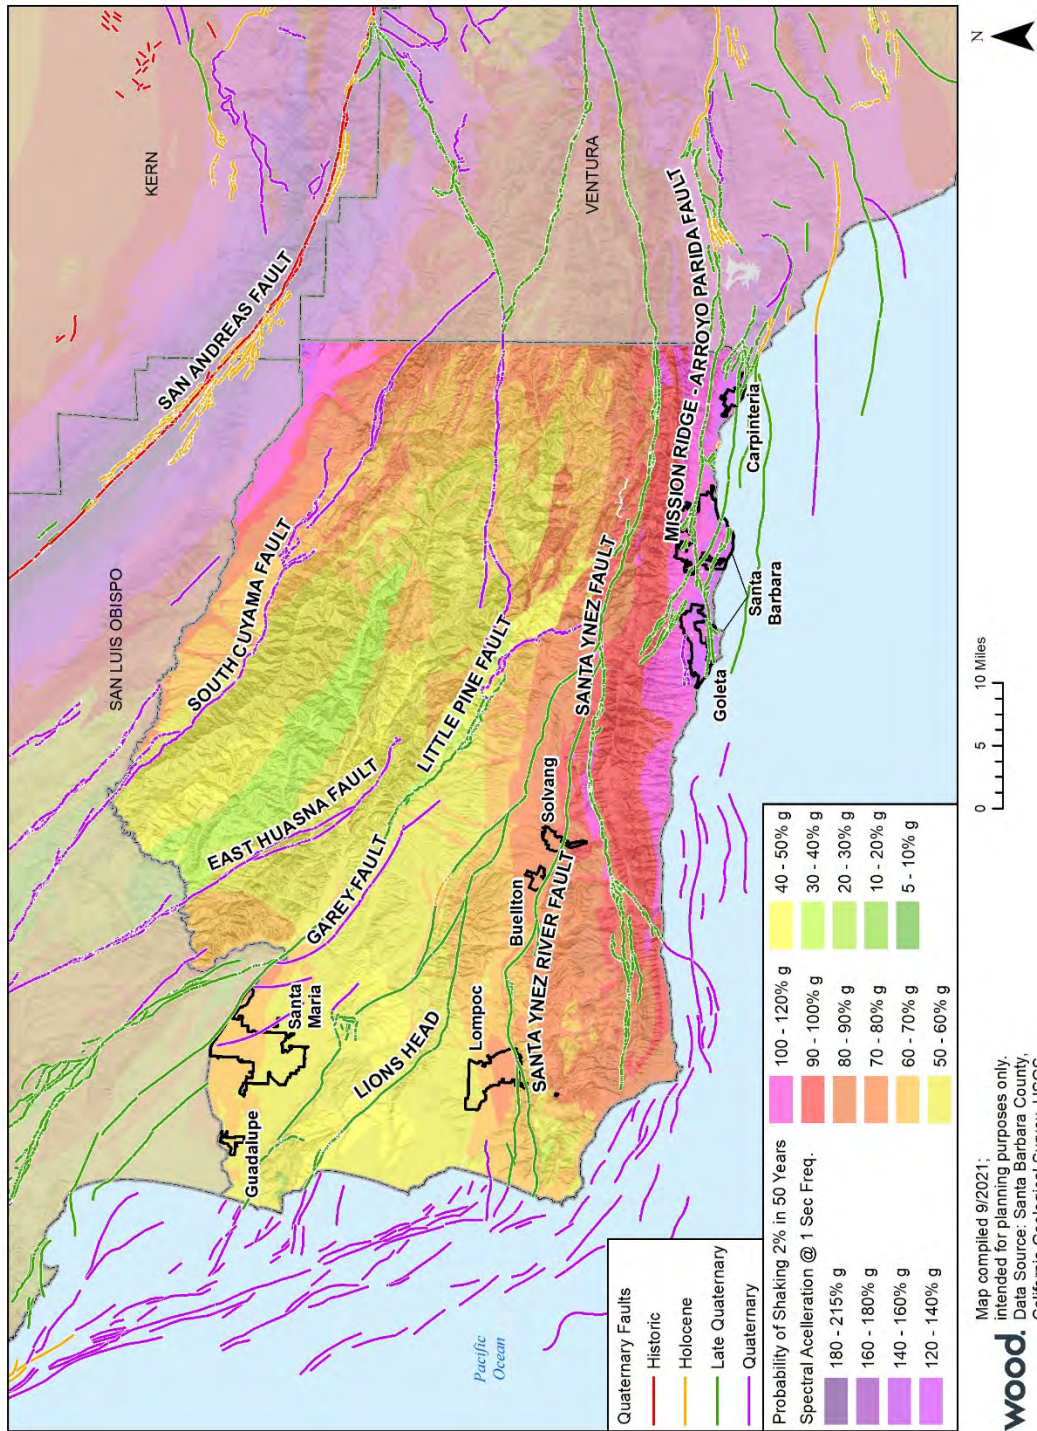 KERN
SAN ANDREAS FAULT
VENTURA
SAN LUIS OBISPO
SOUTH CUYAMA FAULT
MISSION RIDGE - ARROYO PARIDA FAULT
EAST HUASNA FAULT
LITTLE PINE FAULT
SANTA YNEZ FAULT
GAREY FAULT
Carpinteria
Santa
Barbara
Goleta
Solvang
Buellton
SANTA YNEZ RIVER FAULT
Santa
Maria
LIONS HEAD
Lompoc
Guadalupe
Pacific
Ocean
Quaternary Faults
Historic
Holocene
Late Quaternary
Quaternary
Probability of Shaking 2% in 50 Years
Spectral Acelleration @ 1 Sec Freq.
180 - 215% g
160 - 180% g
140 - 160% g
120 - 140% g
100 - 120% g
90 - 100% g
80 - 90% g
70 - 80% g
60 - 70% g
50 - 60% g
40 - 50% g
30 - 40% g
20 - 30% g
10 - 20% g
5 - 10% g
0 5 10 Miles
N
wood.
Map compiled 9/2021;
intended for planning purposes only.
Data Source: Santa Barbara County,
California Geological Survey, USGS